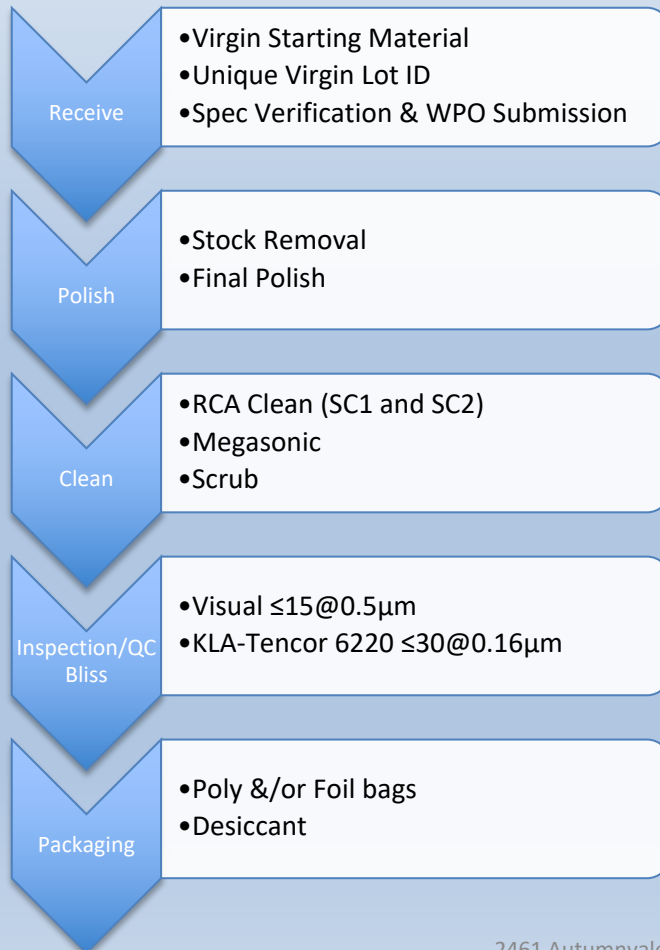 Receive
•Virgin Starting Material
•Unique Virgin Lot ID
•Spec Verification & WPO Submission
Polish
•Stock Removal
•Final Polish
Clean
•RCA Clean (SC1 and SC2)
•Megasonic
•Scrub
Inspection/QC
Bliss
•Visual ≤15@0.5µm
•KLA-Tencor 6220 ≤30@0.16µm
Packaging
•Poly &/or Foil bags
•Desiccant
2461